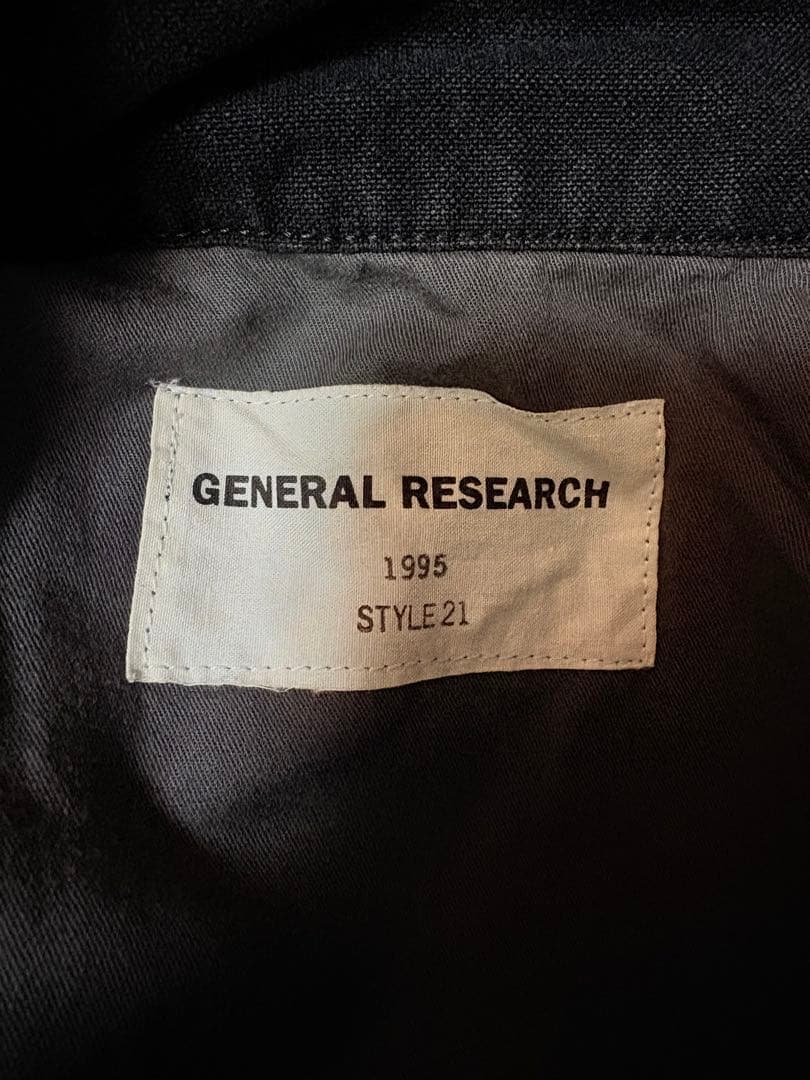 GENERAL RESEARCH
1995
STYLE 21